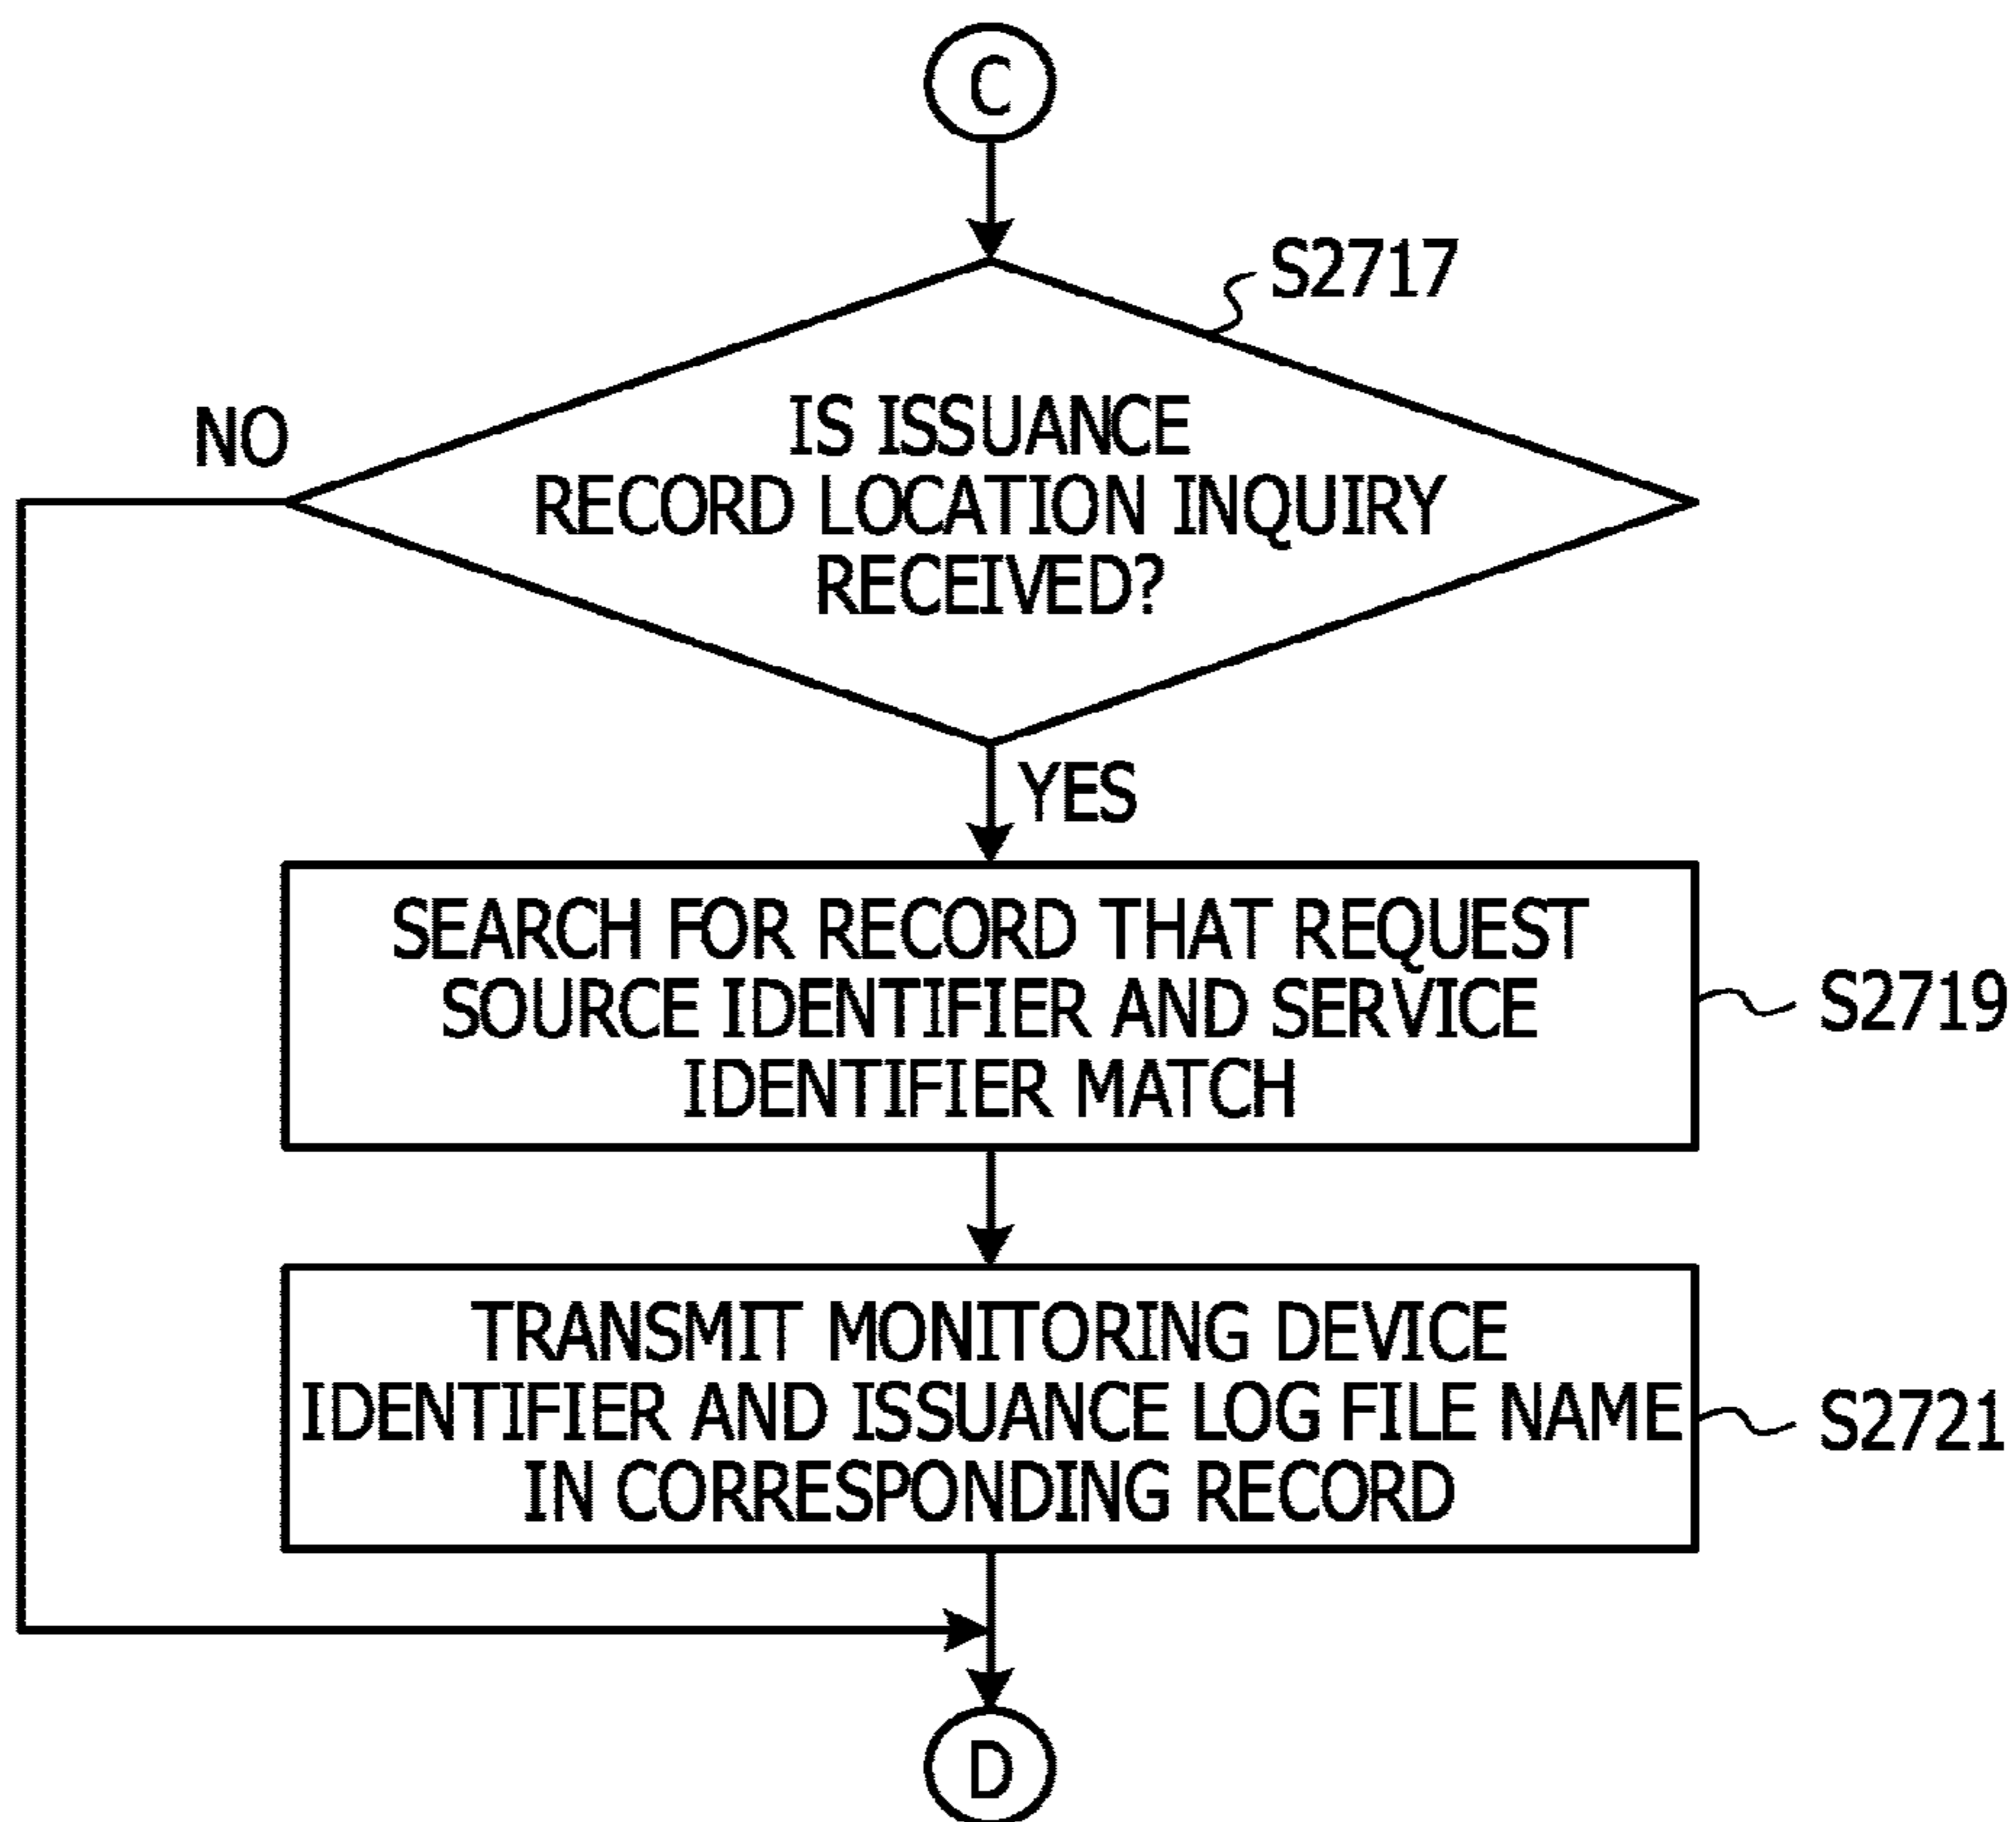 C
S2717
NO
IS ISSUANCE
RECORD LOCATION INQUIRY
RECEIVED?
YES
SEARCH FOR RECORD THAT REQUEST
SOURCE IDENTIFIER AND SERVICE
IDENTIFIER MATCH
S2719
TRANSMIT MONITORING DEVICE
IDENTIFIER AND ISSUANCE LOG FILE NAME
IN CORRESPONDING RECORD
S2721
D